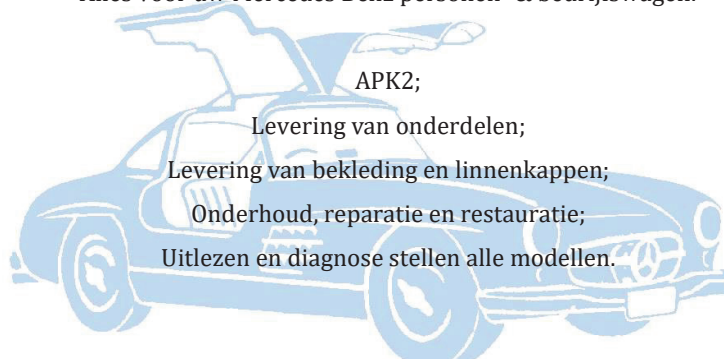 Alles voor uw Mercedes Benz personen- & bedrijfswagen:
APK2;
Levering van onderdelen;
Levering van bekleding en linnenkappen;
Onderhoud, reparatie en restauratie;
Uitlezen en diagnose stellen alle modellen.